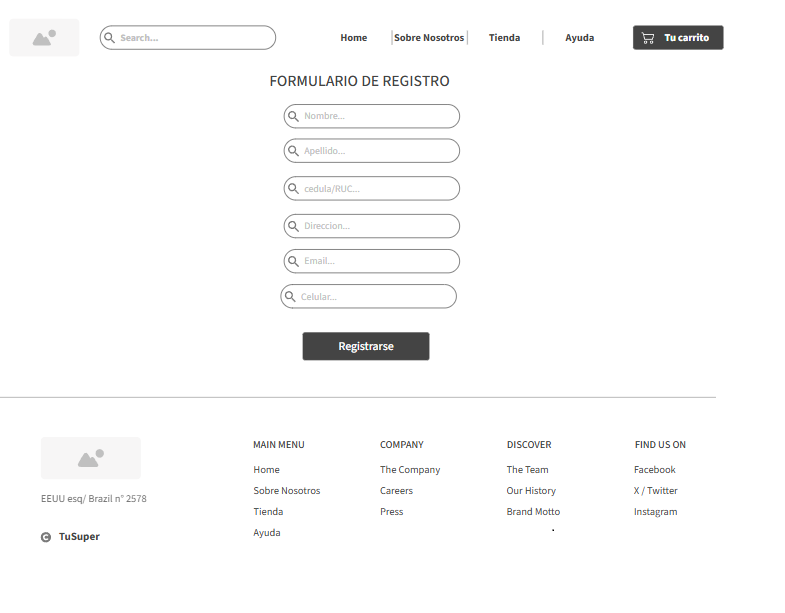 Search...
Home
Sobre Nosotros
Tienda
Ayuda
Tu carrito
FORMULARIO DE REGISTRO
Nombre...
Apellido...
cedula/RUC...
Direccion...
Email...
Celular...
Registrarse
EEUU esq/ Brazil n° 2578
© TuSuper
MAIN MENU
Home
Sobre Nosotros
Tienda
Ayuda
COMPANY
The Company
Careers
Press
DISCOVER
The Team
Our History
Brand Motto
FIND US ON
Facebook
X / Twitter
Instagram